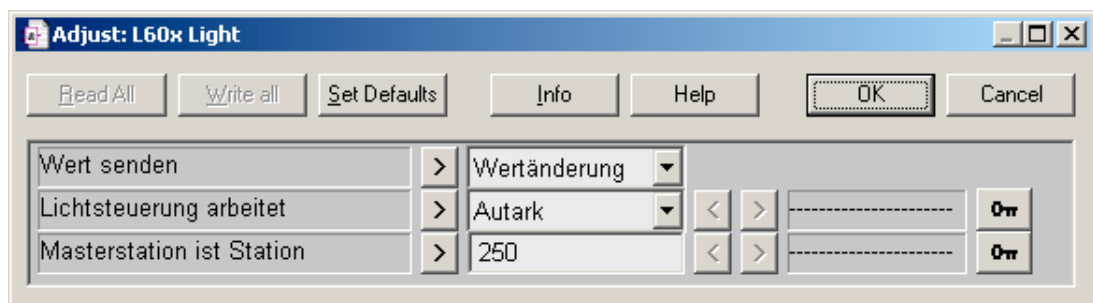 Adjust: L60x Light
Read All Write all Set Defaults Info Help OK Cancel
Wert senden > Wertänderung
Lichtsteuerung arbeitet > Autark < > ---------------------
Masterstation ist Station > 250 < > ---------------------